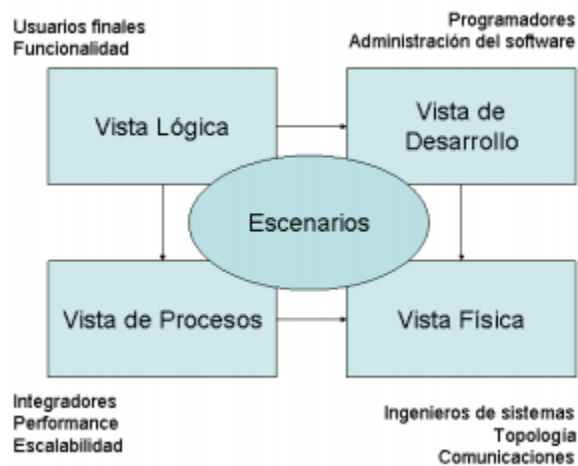 Usuarios finales
Funcionalidad
Programadores
Administración del software
Vista Lógica
Vista de
Desarrollo
Escenarios
Vista de Procesos
Vista Física
Integradores
Performance
Escalabilidad
Ingenieros de sistemas
Topología
Comunicaciones